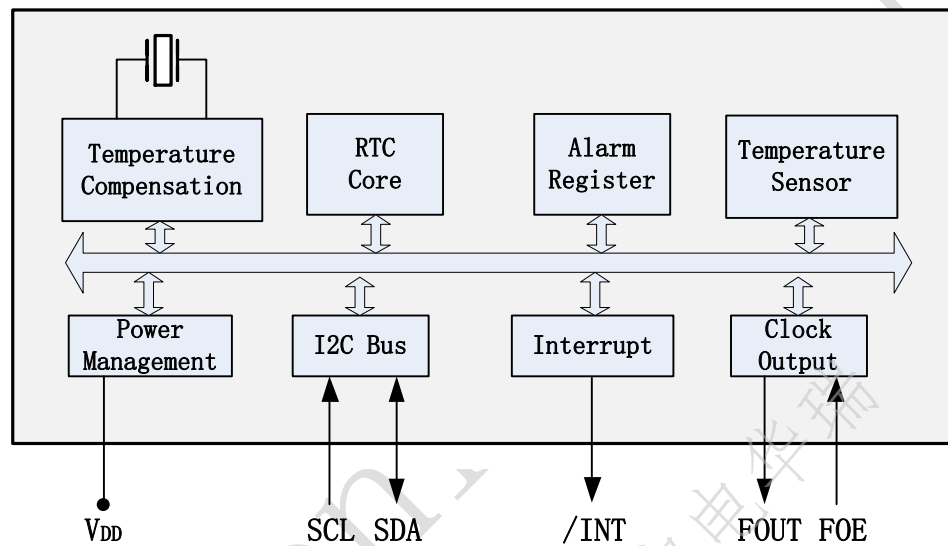 Temperature
Compensation
RTC
Core
Alarm
Register
Temperature
Sensor
Power
Management
I2C Bus
Interrupt
Clock
Output
VDD
SCL SDA
/INT
FOUT FOE